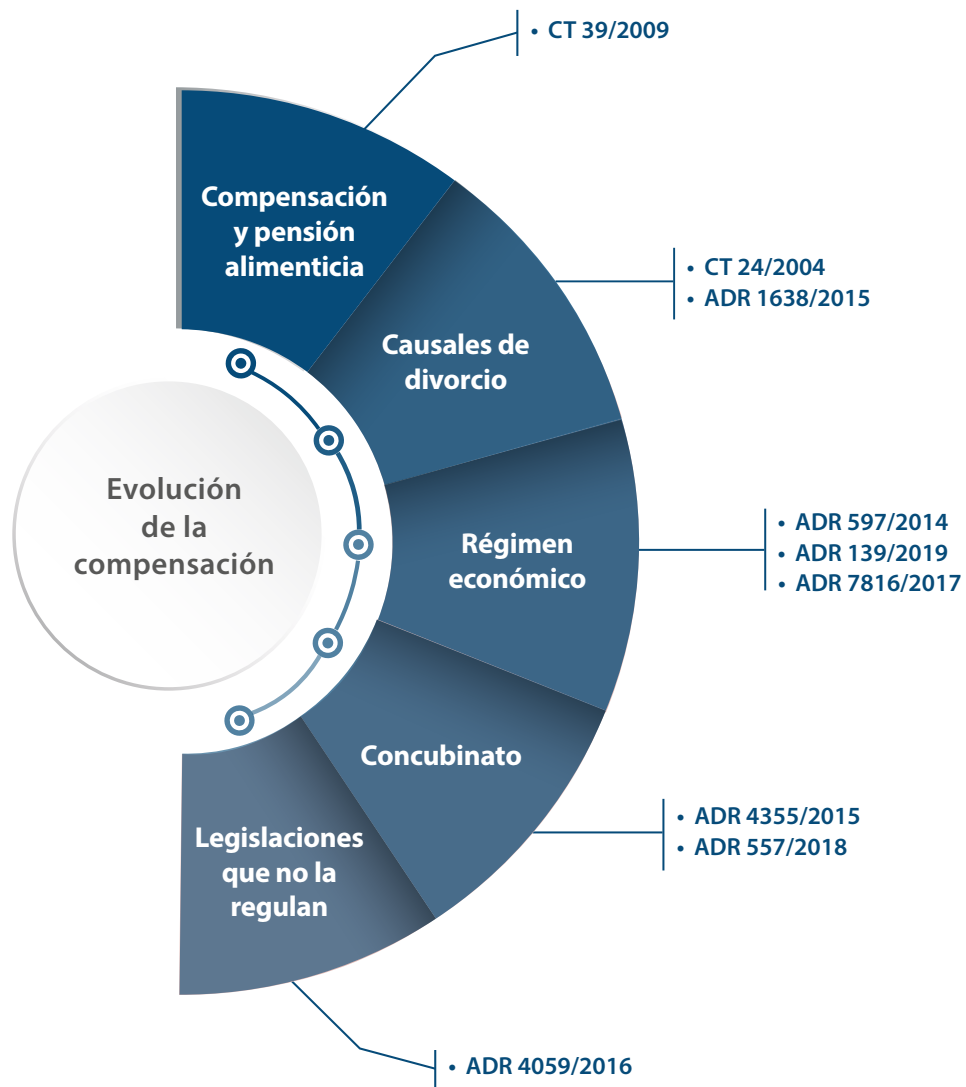 • CT 39/2009
Compensación
y pensión
alimenticia
• CT 24/2004
• ADR 1638/2015
Causales de
divorcio
Evolución
de la
compensación
Régimen
económico
• ADR 597/2014
• ADR 139/2019
• ADR 7816/2017
Concubinato
• ADR 4355/2015
• ADR 557/2018
Legislaciones
que no la
regulan
• ADR 4059/2016